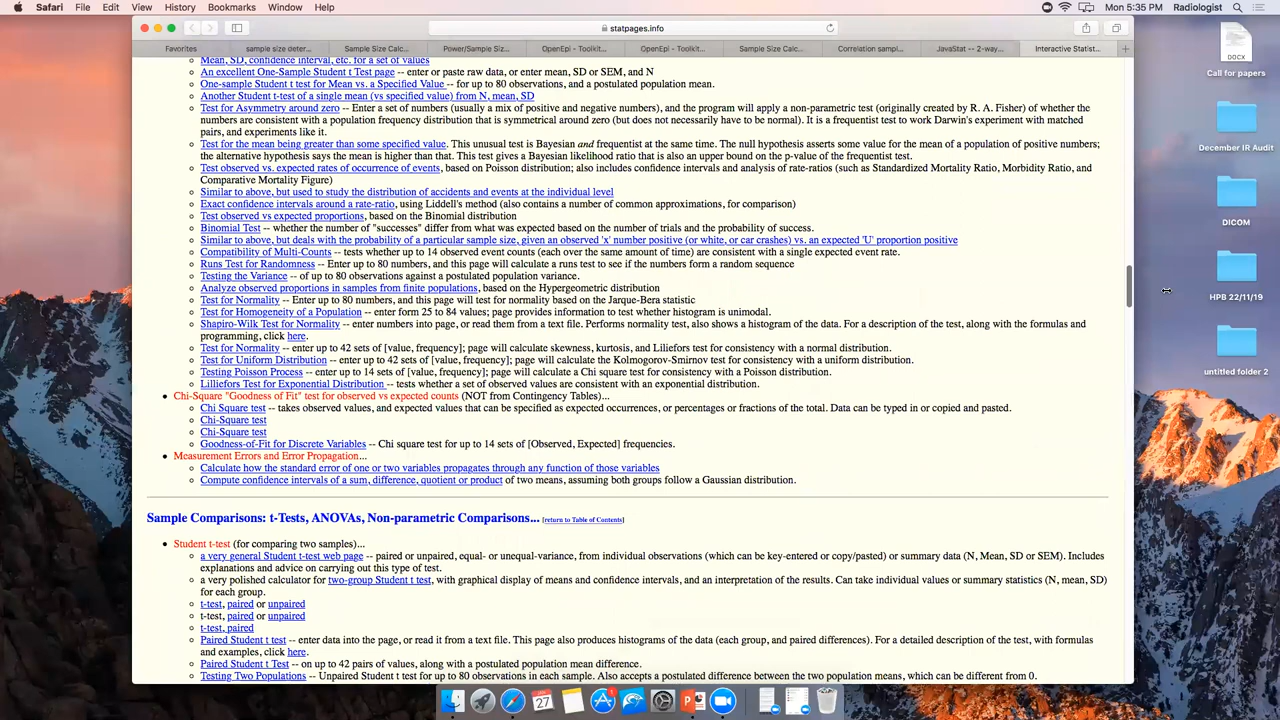 Safari File Edit View History Bookmarks Window Help Mon 5:35 PM Radiologist
statpages.info
Favorites sample size deter... Sample Size Calc... Power/Sample Siz... OpenEpi - Toolkit... OpenEpi - Toolkit... Sample Size Calc... Correlation sampl... JavaStat -- 2-way... Interactive Statist...
Mean, SD, confidence interval, etc. for a set of values
An excellent One-Sample Student t Test page -- enter or paste raw data, or enter mean, SD or SEM, and N
One-sample Student t test for Mean vs. a Specified Value -- for up to 80 observations, and a postulated population mean.
Another Student t-test of a single mean (vs specified value) from N, mean, SD
Test for Asymmetry around zero -- Enter a set of numbers (usually a mix of positive and negative numbers), and the program will apply a non-parametric test (originally created by R. A. Fisher) of whether the
numbers are consistent with a population frequency distribution that is symmetrical around zero (but does not necessarily have to be normal). It is a frequentist test to work Darwin's experiment with matched
pairs, and experiments like it.
Test for the mean being greater than some specified value. This unusual test is Bayesian and frequentist at the same time. The null hypothesis asserts some value for the mean of a population of positive numbers;
the alternative hypothesis says the mean is higher than that. This test gives a Bayesian likelihood ratio that is also an upper bound on the p-value of the frequentist test.
Test observed vs. expected rates of occurrence of events, based on Poisson distribution; also includes confidence intervals and analysis of rate-ratios (such as Standardized Mortality Ratio, Morbidity Ratio, and
Comparative Mortality Figure)
Similar to above, but used to study the distribution of accidents and events at the individual level
Exact confidence intervals around a rate-ratio, using Liddell's method (also contains a number of common approximations, for comparison)
Test observed vs expected proportions, based on the Binomial distribution
Binomial Test -- whether the number of "successes" differ from what was expected based on the number of trials and the probability of success.
Similar to above, but deals with the probability of a particular sample size, given an observed 'x' number positive (or white, or car crashes) vs. an expected 'U' proportion positive
Compatibility of Multi-Counts -- tests whether up to 14 observed event counts (each over the same amount of time) are consistent with a single expected event rate.
Runs Test for Randomness -- Enter up to 80 numbers, and this page will calculate a runs test to see if the numbers form a random sequence
Testing the Variance -- of up to 80 observations against a postulated population variance.
Analyze observed proportions in samples from finite populations, based on the Hypergeometric distribution
Test for Normality -- Enter up to 80 numbers, and this page will test for normality based on the Jarque-Bera statistic
Test for Homogeneity of a Population -- enter form 25 to 84 values; page provides information to test whether histogram is unimodal.
Shapiro-Wilk Test for Normality -- enter numbers into page, or read them from a text file. Performs normality test, also shows a histogram of the data. For a description of the test, along with the formulas and
programming, click here.
Test for Normality -- enter up to 42 sets of [value, frequency]; page will calculate skewness, kurtosis, and Liliefors test for consistency with a normal distribution.
Test for Uniform Distribution -- enter up to 42 sets of [value, frequency]; page will calculate the Kolmogorov-Smirnov test for consistency with a uniform distribution.
Testing Poisson Process -- enter up to 14 sets of [value, frequency]; page will calculate a Chi square test for consistency with a Poisson distribution.
Lilliefors Test for Exponential Distribution -- tests whether a set of observed values are consistent with an exponential distribution.
Chi-Square "Goodness of Fit" test for observed vs expected counts (NOT from Contingency Tables)...
Chi Square test -- takes observed values, and expected values that can be specified as expected occurrences, or percentages or fractions of the total. Data can be typed in or copied and pasted.
Chi-Square test
Chi-Square test
Goodness-of-Fit for Discrete Variables -- Chi square test for up to 14 sets of [Observed, Expected] frequencies.
Measurement Errors and Error Propagation...
Calculate how the standard error of one or two variables propagates through any function of those variables
Compute confidence intervals of a sum, difference, quotient or product of two means, assuming both groups follow a Gaussian distribution.
Sample Comparisons: t-Tests, ANOVAs, Non-parametric Comparisons... [return to Table of Contents]
Student t-test (for comparing two samples)...
a very general Student t-test web page -- paired or unpaired, equal- or unequal-variance, from individual observations (which can be key-entered or copy/pasted) or summary data (N, Mean, SD or SEM). Includes
explanations and advice on carrying out this type of test.
a very polished calculator for two-group Student t test, with graphical display of means and confidence intervals, and an interpretation of the results. Can take individual values or summary statistics (N, mean, SD)
for each group.
t-test, paired or unpaired
t-test, paired or unpaired
t-test, paired
Paired Student t test -- enter data into the page, or read it from a text file. This page also produces histograms of the data (each group, and paired differences). For a detailed description of the test, with formulas
and examples, click here.
Paired Student t Test -- on up to 42 pairs of values, along with a postulated population mean difference.
Testing Two Populations -- Unpaired Student t test for up to 80 observations in each sample. Also accepts a postulated difference between the two population means, which can be different from 0.
DOCX
Call for papers
December IR Audit
DICOM
HPB 22/11/19
untitled folder 2
27